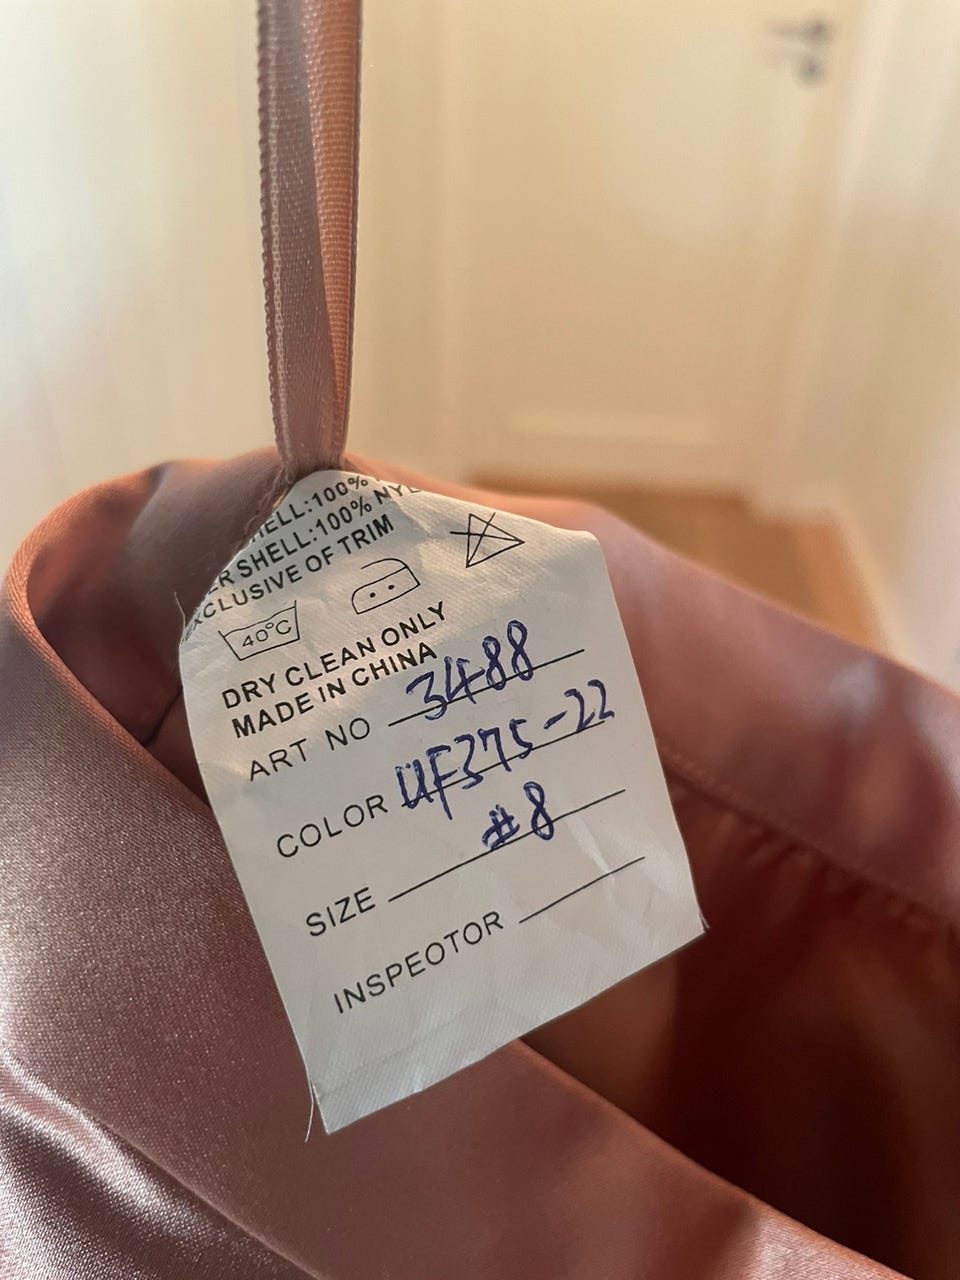 SHELL:100%
SHELL:100% NYL
EXCLUSIVE OF TRIM
40°C
DRY CLEAN ONLY
MADE IN CHINA
ART NO 3488
COLOR UF375-22
SIZE #8
INSPEOTOR